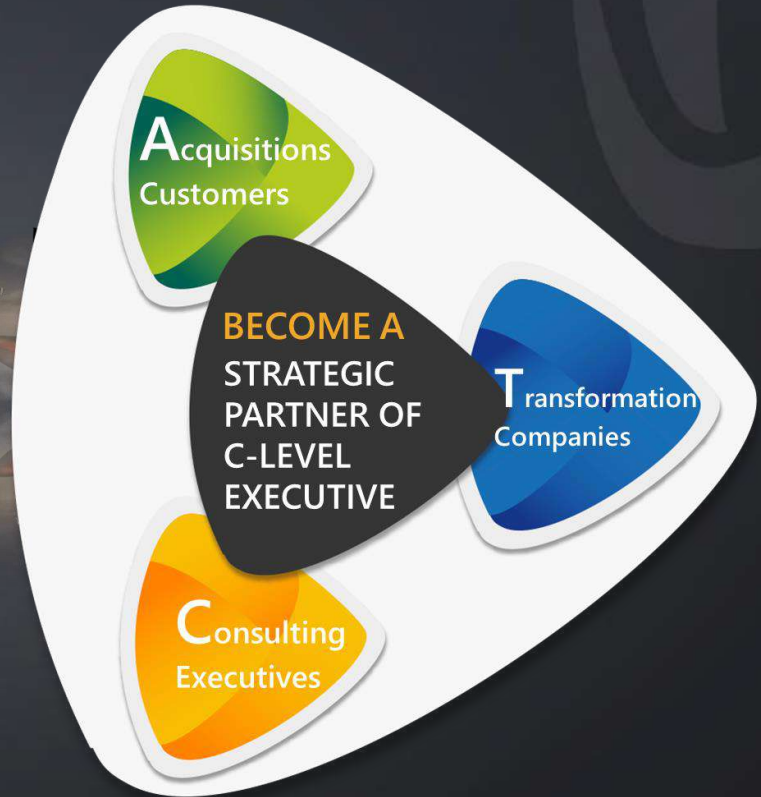 Acquisitions
Customers
BECOME A
STRATEGIC
PARTNER OF
C-LEVEL
EXECUTIVE
Transformation
Companies
Consulting
Executives